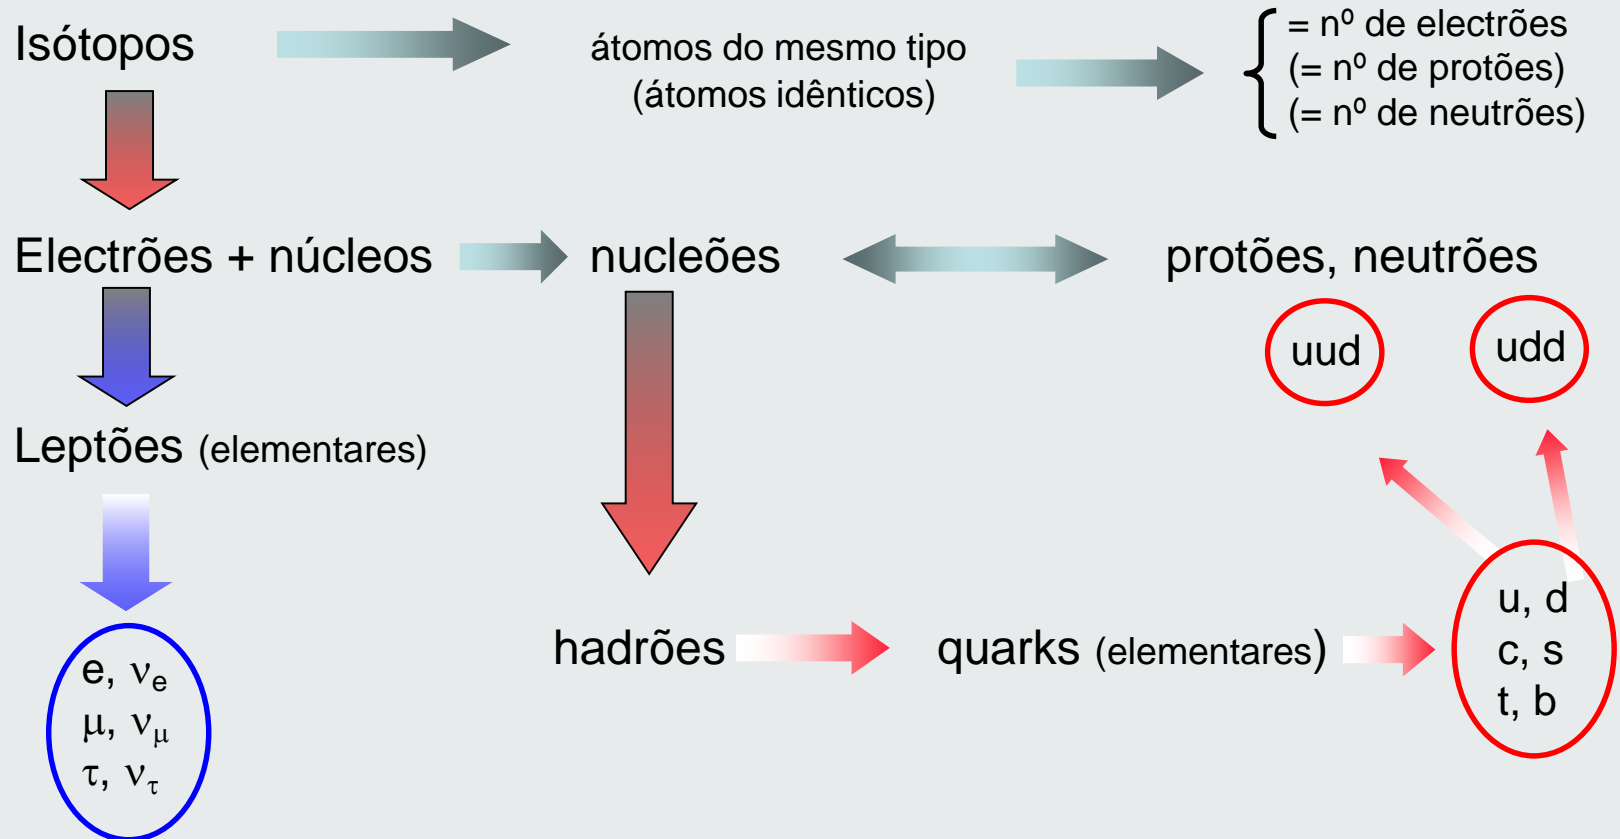 Isótopos
átomos do mesmo tipo
(átomos idênticos)
= nº de electrões
(= nº de protões)
(= nº de neutrões)
Electrões + núcleos
nucleões
protões, neutrões
uud
udd
Leptões (elementares)
e, νe
μ, νμ
τ, ντ
hadrões
quarks (elementares)
u, d
c, s
t, b